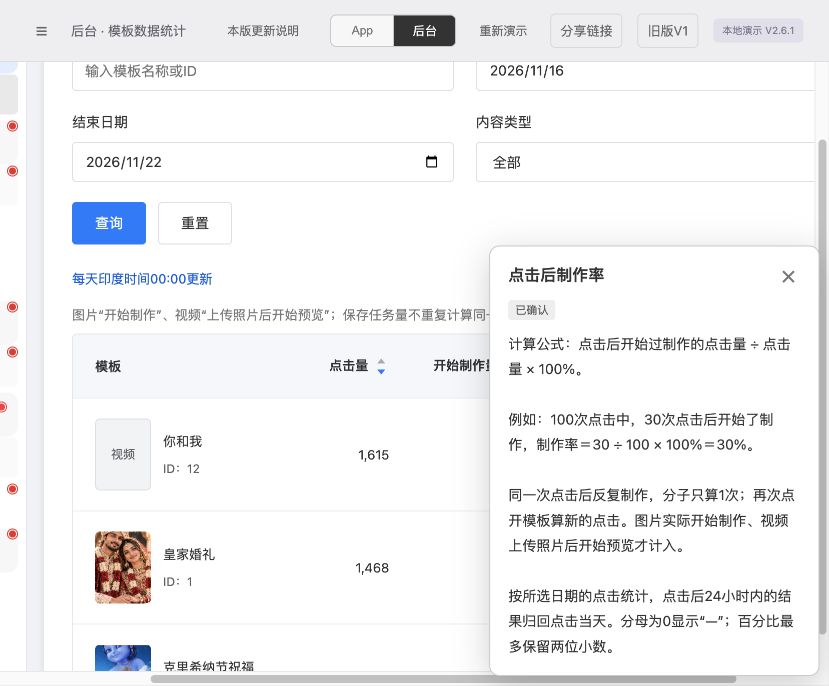 后台 · 模板数据统计
本版更新说明
App
后台
重新演示
分享链接
旧版V1
本地演示 V2.6.1
输入模板名称或ID
2026/11/16
结束日期
内容类型
2026/11/22
全部
查询
重置
每天印度时间00:00更新
图片“开始制作”、视频“上传照片后开始预览”；保存任务量不重复计算同一
模板
点击量
开始制作量
视频
你和我
ID：12
1,615
皇家婚礼
ID：1
1,468
克里希纳节祝福
点击后制作率
已确认
计算公式：点击后开始过制作的点击量 ÷ 点击
量 × 100%。
例如：100次点击中，30次点击后开始了制
作，制作率＝30 ÷ 100 × 100%＝30%。
同一次点击后反复制作，分子只算1次；再次点
开模板算新的点击。图片实际开始制作、视频
上传照片后开始预览才计入。
按所选日期的点击统计，点击后24小时内的结
果归回点击当天。分母为0显示“—”；百分比最
多保留两位小数。